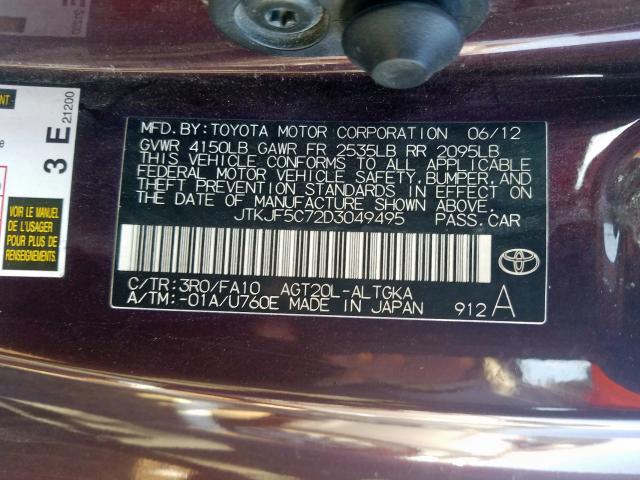 MFD. BY: TOYOTA MOTOR CORPORATION 06/12
GVWR 4150LB GAWR FR 2535LB RR 2095LB
THIS VEHICLE CONFORMS TO ALL APPLICABLE
FEDERAL MOTOR VEHICLE SAFETY, BUMPER, AND
THEFT PREVENTION STANDARDS IN EFFECT ON
THE DATE OF MANUFACTURE SHOWN ABOVE.
JTKJF5C72D3049495 PASS.CAR
C/TR: 3R0/FA10 AGT20L-ALTGKA
A/TM: -01A/U760E MADE IN JAPAN 912 A
3 E
21200
VOIR LE MANUEL
DE L'USAGER
POUR PLUS DE